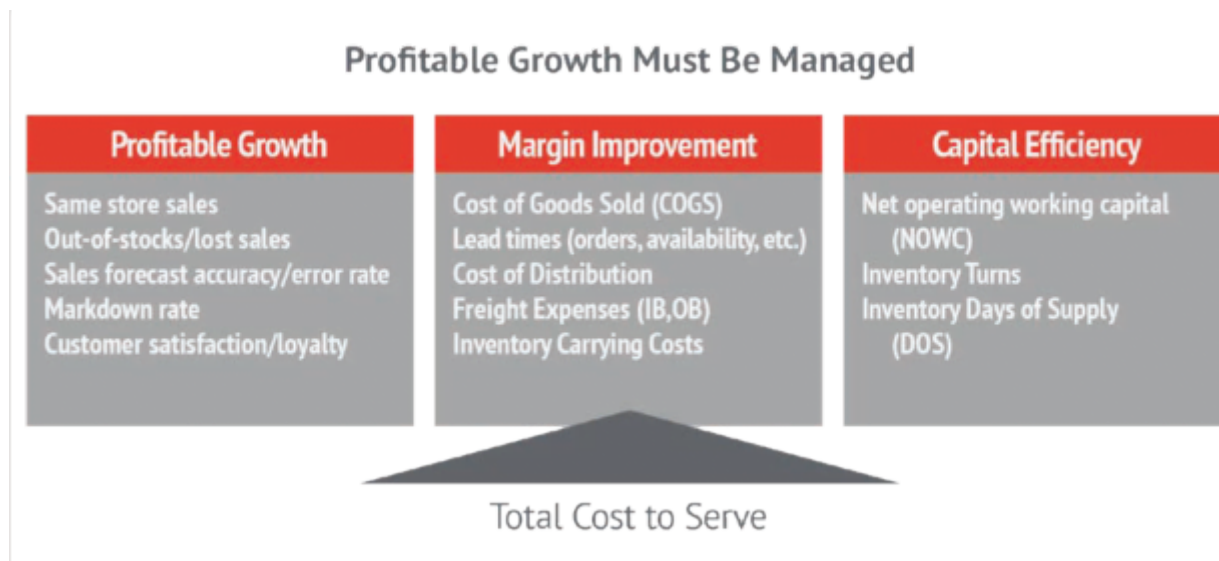 Profitable Growth Must Be Managed
Profitable Growth
Same store sales
Out-of-stocks/lost sales
Sales forecast accuracy/error rate
Markdown rate
Customer satisfaction/loyalty
Margin Improvement
Cost of Goods Sold (COGS)
Lead times (orders, availability, etc.)
Cost of Distribution
Freight Expenses (IB,OB)
Inventory Carrying Costs
Capital Efficiency
Net operating working capital
(NOWC)
Inventory Turns
Inventory Days of Supply
(DOS)
Total Cost to Serve